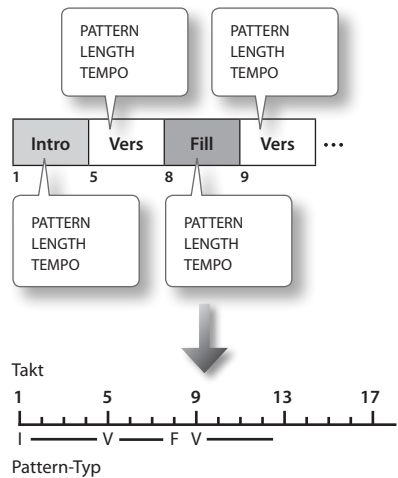 PATTERN
LENGTH
TEMPO
PATTERN
LENGTH
TEMPO
Intro Vers Fill Vers ...
1 5 8 9
PATTERN
LENGTH
TEMPO
PATTERN
LENGTH
TEMPO
Takt
1 5 9 13 17
I V F V
Pattern-Typ